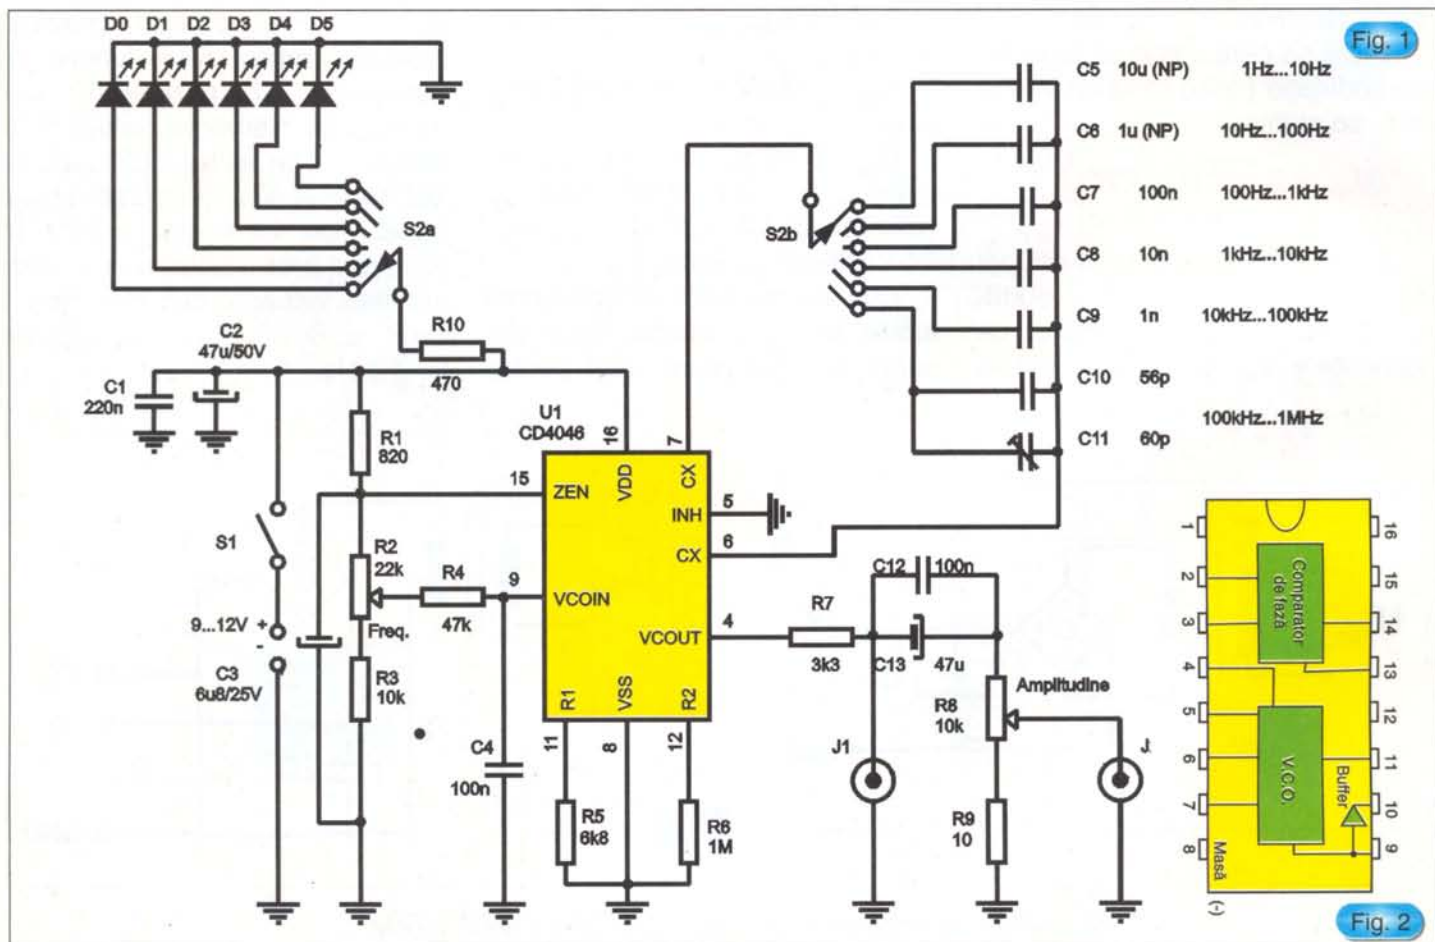 D0 D1 D2 D3 D4 D5
Fig. 1
C5 10u (NP) 1Hz...10Hz
C6 1u (NP) 10Hz...100Hz
C7 100n 100Hz...1kHz
C8 10n 1kHz...10kHz
C9 1n 10kHz...100kHz
C10 56p
100kHz...1MHz
C11 60p
S2a
S2b
R10
470
C2
47u/50V
C1
220n
R1
820
U1
CD4046
16
7
15
ZEN
VDD
CX
INH
5
CX
6
S1
R2
22k
Freq.
R4
47k
9
VCOIN
VCOUT
4
R7
3k3
C12 100n
C13 47u
9...12V
+
-
C3
6u8/25V
R3
10k
R1
VSS
R2
11
8
12
C4
100n
R5
6k8
R6
1M
J1
Amplitudine
R8
10k
R9
10
J:
1
2
3
4
5
6
7
8
16
15
14
13
12
11
10
9
Comparator
de fază
V.C.O.
Buffer
Masă
(-)
Fig. 2